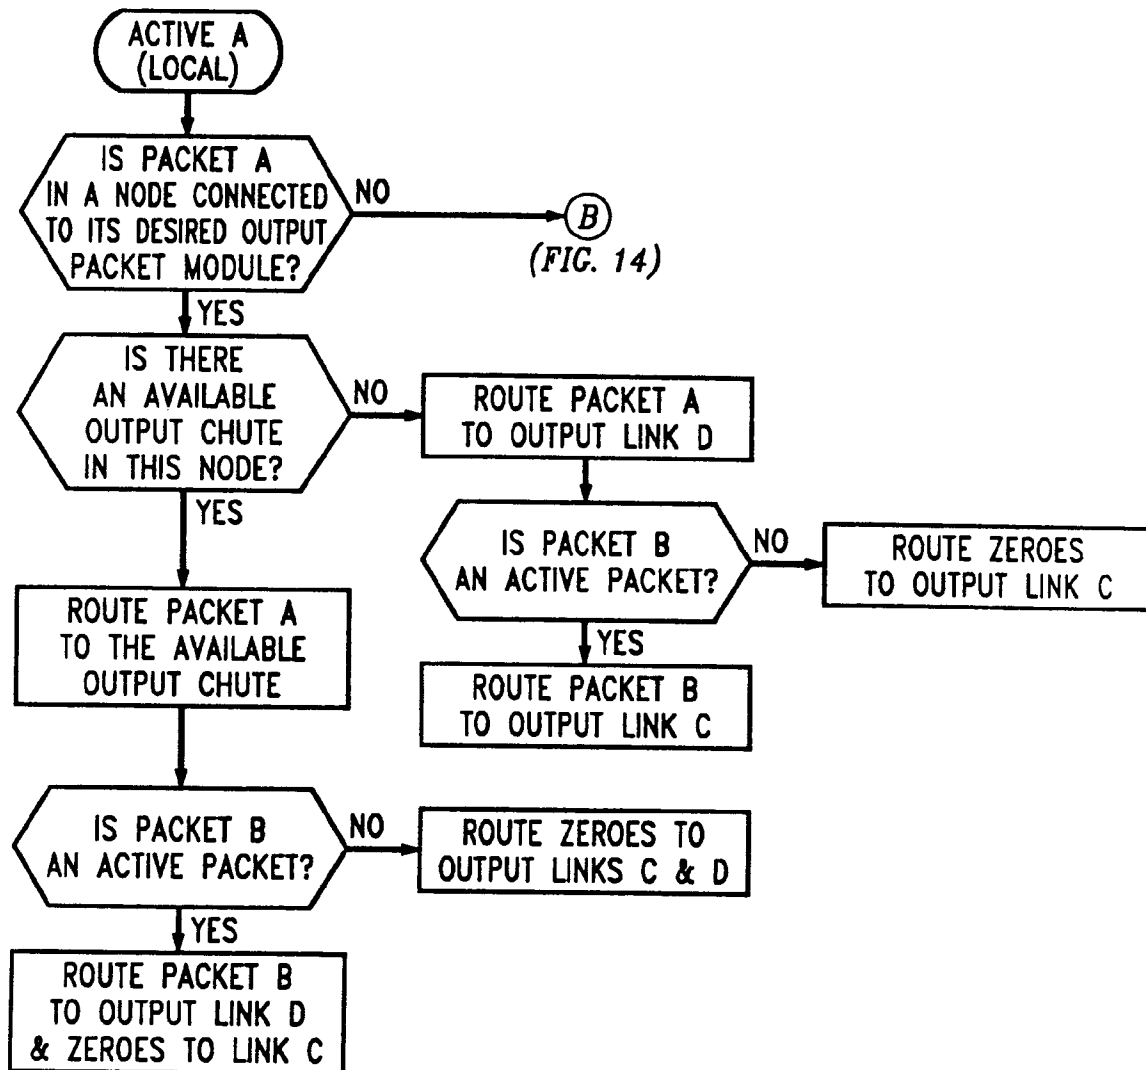 ACTIVE A
(LOCAL)
IS PACKET A
IN A NODE CONNECTED
TO ITS DESIRED OUTPUT
PACKET MODULE?
NO
B
(FIG. 14)
YES
IS THERE
AN AVAILABLE
OUTPUT CHUTE
IN THIS NODE?
NO
ROUTE PACKET A
TO OUTPUT LINK D
YES
IS PACKET B
AN ACTIVE PACKET?
NO
ROUTE ZEROES
TO OUTPUT LINK C
YES
ROUTE PACKET B
TO OUTPUT LINK C
ROUTE PACKET A
TO THE AVAILABLE
OUTPUT CHUTE
IS PACKET B
AN ACTIVE PACKET?
NO
ROUTE ZEROES TO
OUTPUT LINKS C & D
YES
ROUTE PACKET B
TO OUTPUT LINK D
& ZEROES TO LINK C